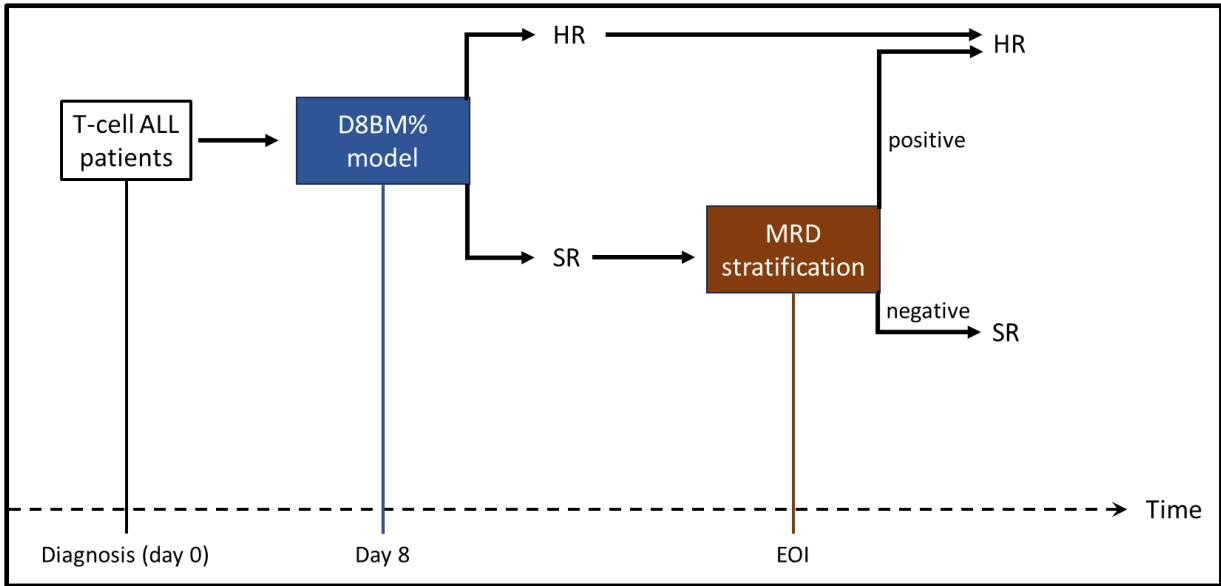 HR
HR
T-cell ALL
patients
D8BM%
model
positive
SR
MRD
stratification
negative
SR
Time
Diagnosis (day 0)
Day 8
EOI